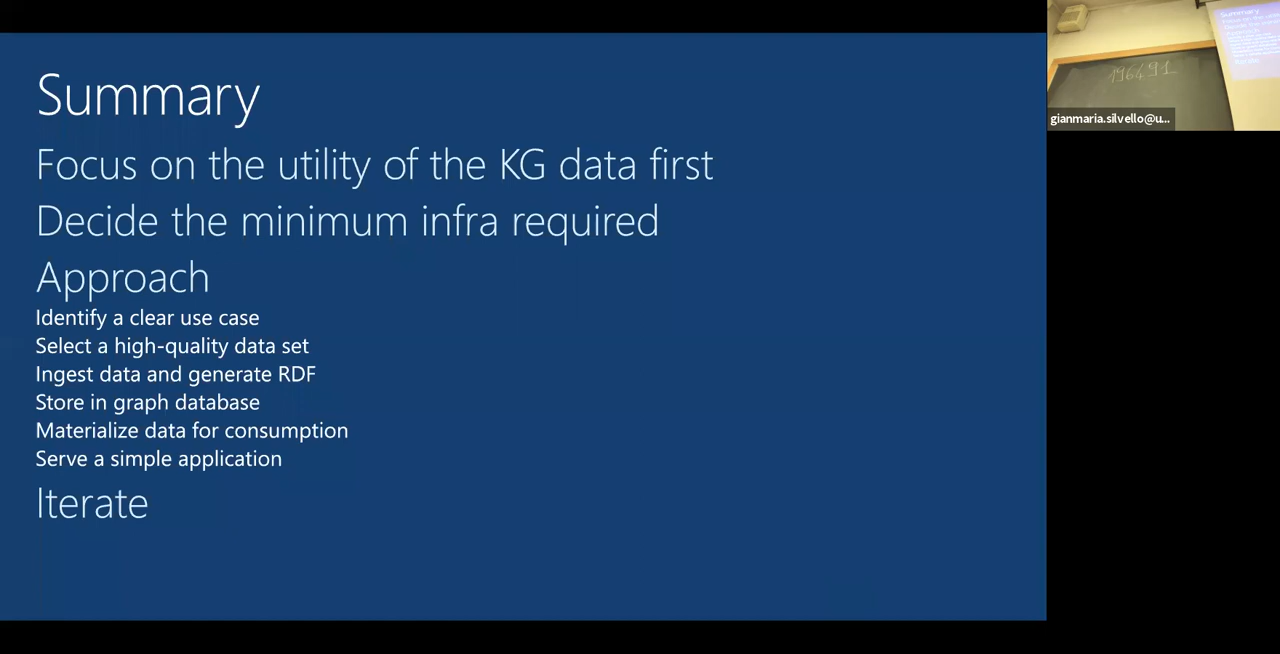 Summary
Focus on the utility of the KG data first
Decide the minimum infra required
Approach
Identify a clear use case
Select a high-quality data set
Ingest data and generate RDF
Store in graph database
Materialize data for consumption
Serve a simple application
Iterate
196491
Summary
gianmaria.silvello@u...